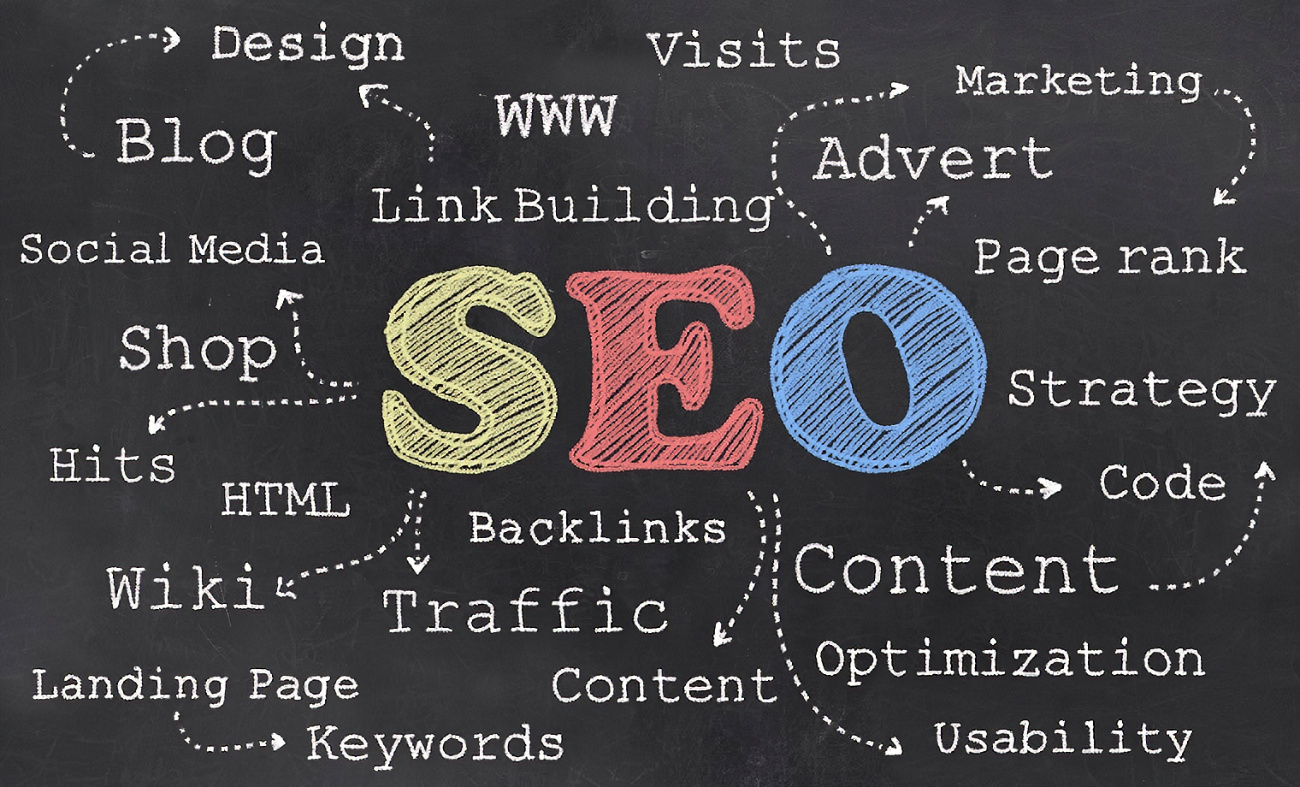 Design
Visits
Marketing
WWW
Blog
Advert
Link Building
Social Media
Page rank
Shop
SEO
Strategy
Hits
HTML
Code
Backlinks
Wiki
Content
Traffic
Optimization
Landing Page
Content
Keywords
Usability